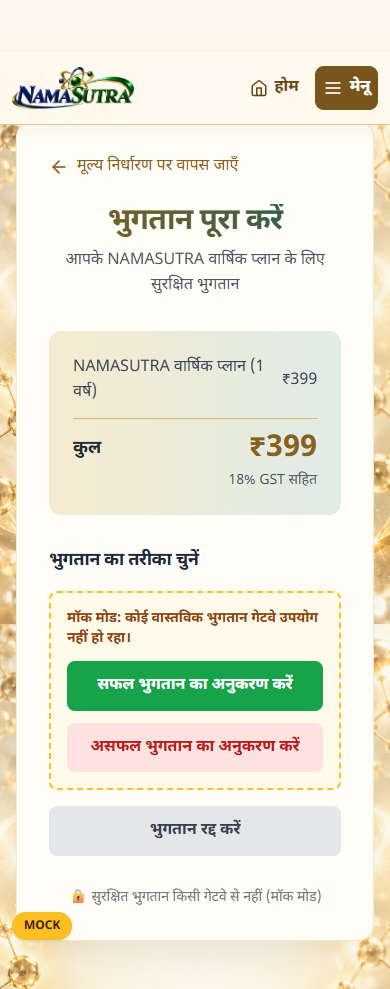 NAMASUTRA
होम
मेनू
मूल्य निर्धारण पर वापस जाएँ
भुगतान पूरा करें
आपके NAMASUTRA वार्षिक प्लान के लिए
सुरक्षित भुगतान
NAMASUTRA वार्षिक प्लान (1
वर्ष)
₹399
कुल
₹399
18% GST सहित
भुगतान का तरीका चुनें
मॉक मोड: कोई वास्तविक भुगतान गेटवे उपयोग
नहीं हो रहा।
सफल भुगतान का अनुकरण करें
असफल भुगतान का अनुकरण करें
भुगतान रद्द करें
🔒 सुरक्षित भुगतान किसी गेटवे से नहीं (मॉक मोड)
MOCK